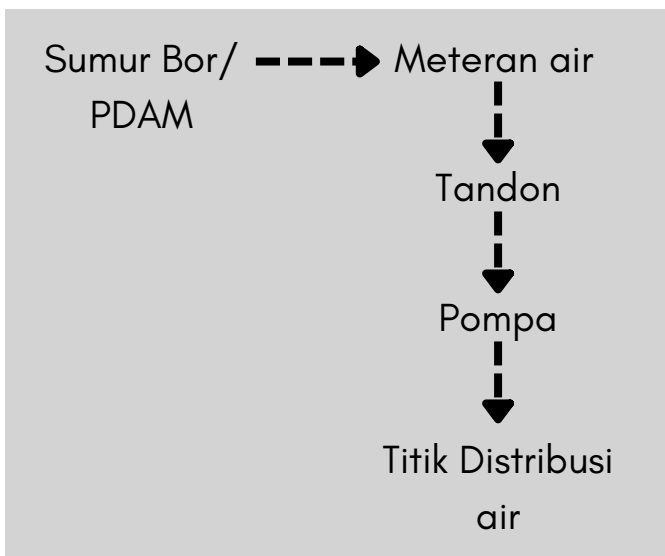 Sumur Bor/
PDAM
Meteran air
Tandon
Pompa
Titik Distribusi
air